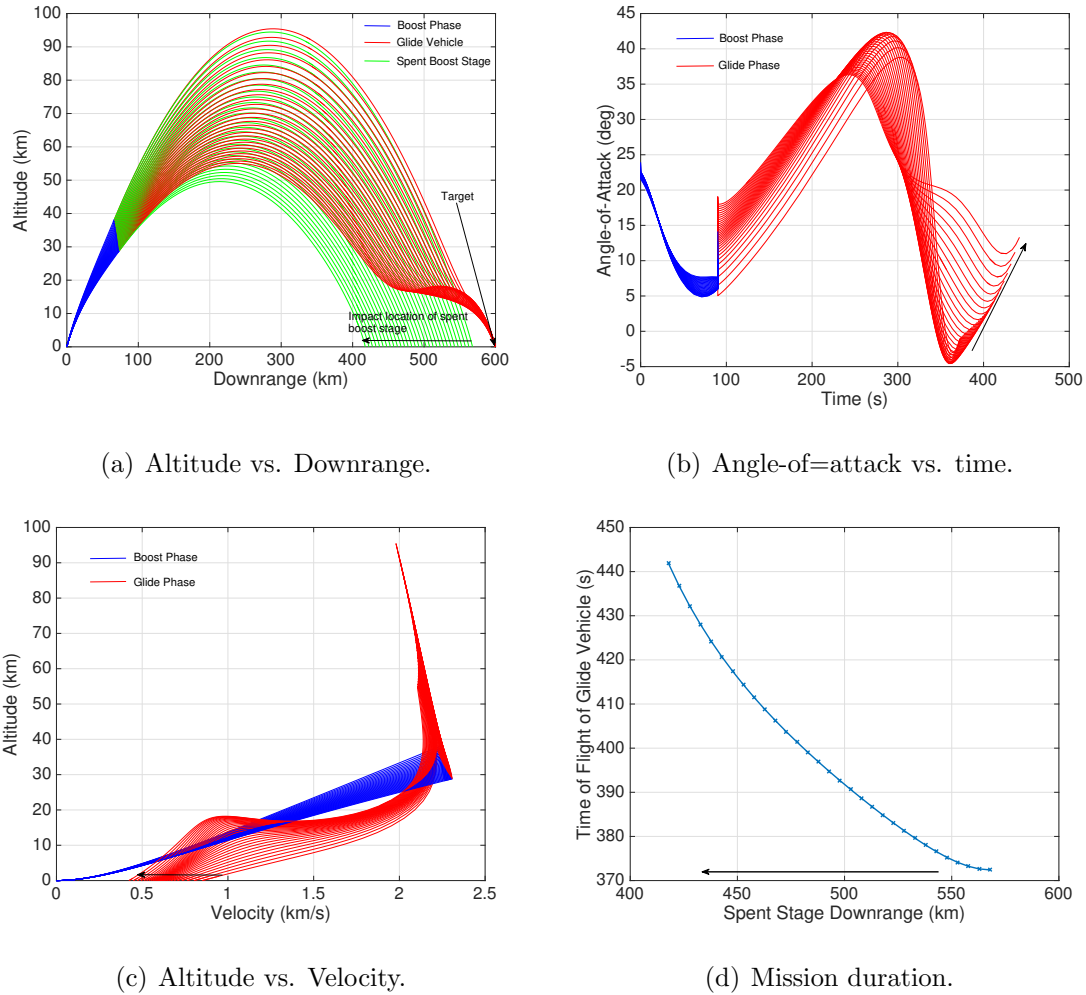 100
90
80
70
60
50
40
30
20
10
0
Altitude (km)
0 100 200 300 400 500 600
Downrange (km)
Boost Phase
Glide Vehicle
Spent Boost Stage
Target
Impact location of spent
boost stage
(a) Altitude vs. Downrange.
45
40
35
30
25
20
15
10
5
0
-5
Angle-of-Attack (deg)
0 100 200 300 400 500
Time (s)
Boost Phase
Glide Phase
(b) Angle-of=attack vs. time.
100
90
80
70
60
50
40
30
20
10
0
Altitude (km)
0 0.5 1 1.5 2 2.5
Velocity (km/s)
Boost Phase
Glide Phase
(c) Altitude vs. Velocity.
450
440
430
420
410
400
390
380
370
Time of Flight of Glide Vehicle (s)
400 450 500 550 600
Spent Stage Downrange (km)
(d) Mission duration.